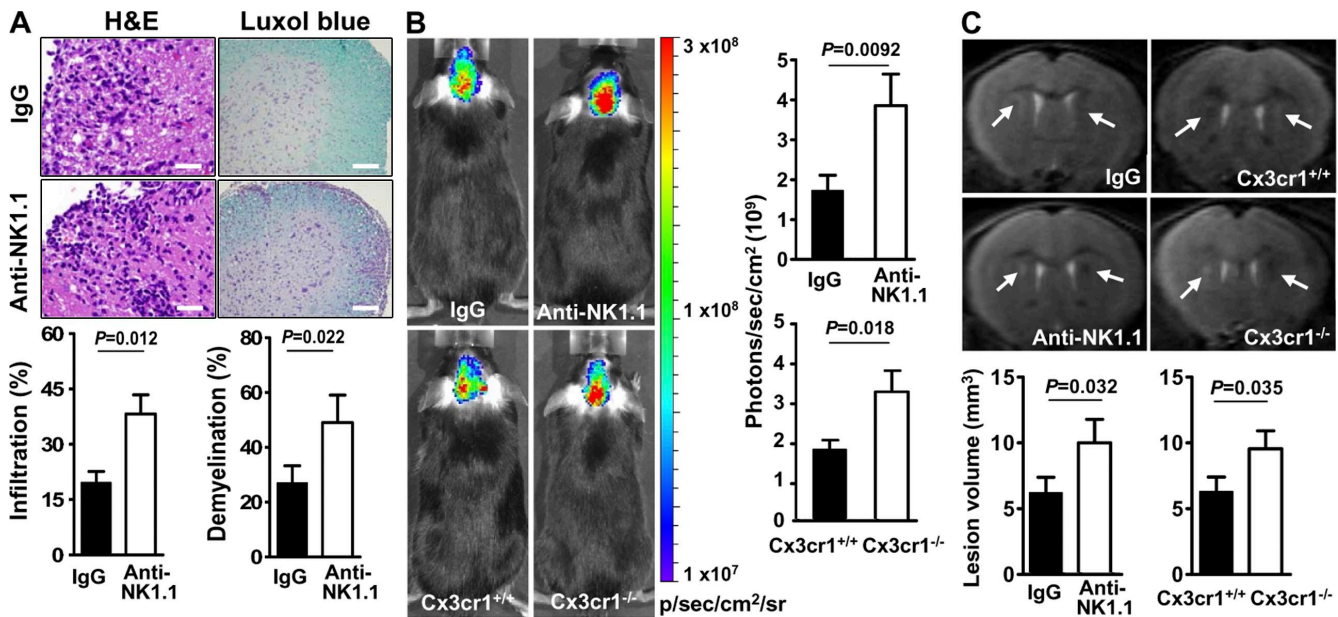 A
H&E
Luxol blue
IgG
Anti-NK1.1
60
45
30
15
0
Infiltration (%)
P=0.012
IgG
Anti-
NK1.1
80
60
40
20
0
Demyelination (%)
P=0.022
IgG
Anti-
NK1.1
B
IgG
Anti-NK1.1
Cx3cr1+/+
Cx3cr1-/-
3 x10⁸
1 x10⁸
1 x10⁷
p/sec/cm²/sr
Photons/sec/cm² (10⁹)
P=0.0092
5
4
3
2
1
0
IgG
Anti-
NK1.1
P=0.018
5
4
3
2
1
0
Cx3cr1+/+ Cx3cr1-/-
C
IgG
Cx3cr1+/+
Anti-NK1.1
Cx3cr1-/-
Lesion volume (mm³)
15
10
5
0
P=0.032
IgG
Anti-
NK1.1
15
10
5
0
P=0.035
Cx3cr1+/+ Cx3cr1-/-